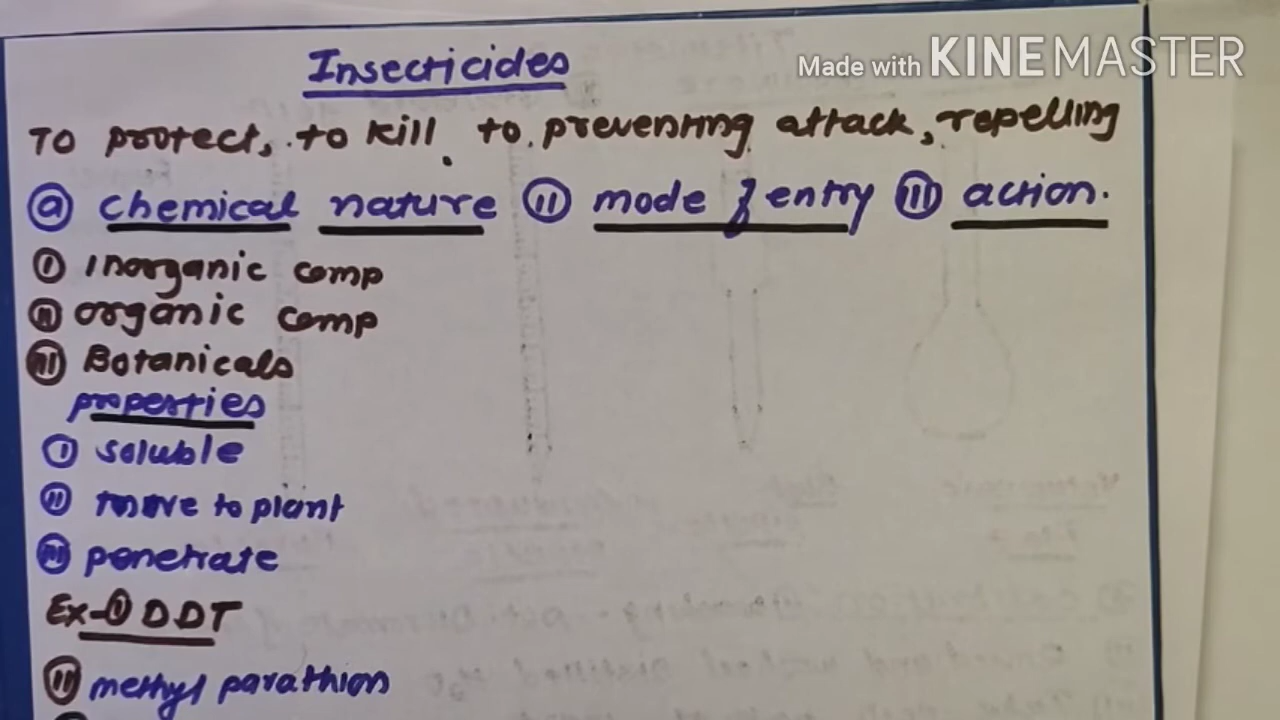 Insecticides
Made with KINEMASTER
To protect, to kill to preventing attack, repelling
ⓐ chemical nature ⓘⓘ mode of entry ⓘⓘⓘ action.
ⓘ inorganic comp
ⓘⓘ organic comp
ⓘⓘⓘ Botanicals
properties
ⓘ soluble
ⓘⓘ move to plant
ⓘⓘⓘ penetrate
Ex-ⓘ DDT
ⓘⓘ methyl parathion